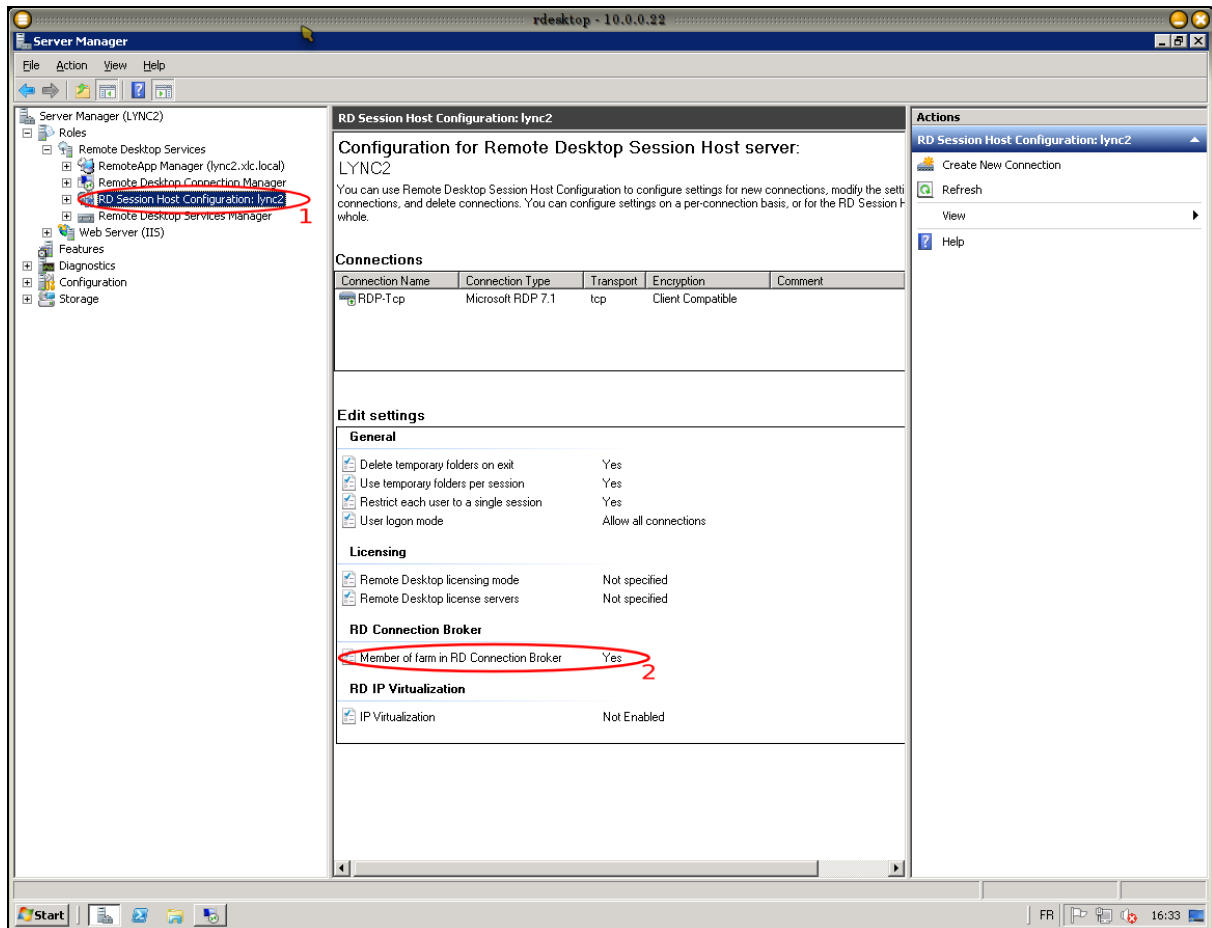 rdesktop - 10.0.0.22
Server Manager
File Action View Help
Server Manager (LYNC2)
Roles
Remote Desktop Services
RemoteApp Manager (lync2.xlc.local)
Remote Desktop Connection Manager
RD Session Host Configuration: lync2
1
Remote Desktop Services Manager
Web Server (IIS)
Features
Diagnostics
Configuration
Storage
RD Session Host Configuration: lync2
Configuration for Remote Desktop Session Host server:
LYNC2
You can use Remote Desktop Session Host Configuration to configure settings for new connections, modify the setti
connections, and delete connections. You can configure settings on a per-connection basis, or for the RD Session H
whole.
Connections
Connection Name Connection Type Transport Encryption Comment
RDP-Tcp Microsoft RDP 7.1 tcp Client Compatible
Edit settings
General
Delete temporary folders on exit Yes
Use temporary folders per session Yes
Restrict each user to a single session Yes
User logon mode Allow all connections
Licensing
Remote Desktop licensing mode Not specified
Remote Desktop license servers Not specified
RD Connection Broker
Member of farm in RD Connection Broker Yes
2
RD IP Virtualization
IP Virtualization Not Enabled
Actions
RD Session Host Configuration: lync2
Create New Connection
Refresh
View
Help
Start
FR
16:33